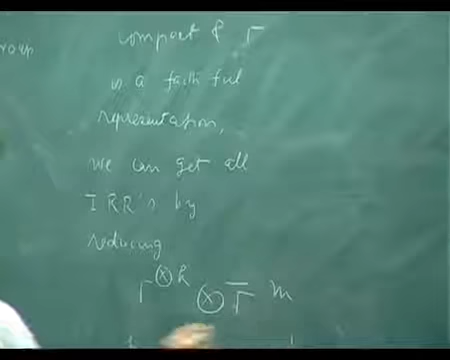 roup
compact & Γ
is a faithful
representation,
we can get all
IRR's by
reducing
Γ ⊗ k ⊗ Γ̅ m